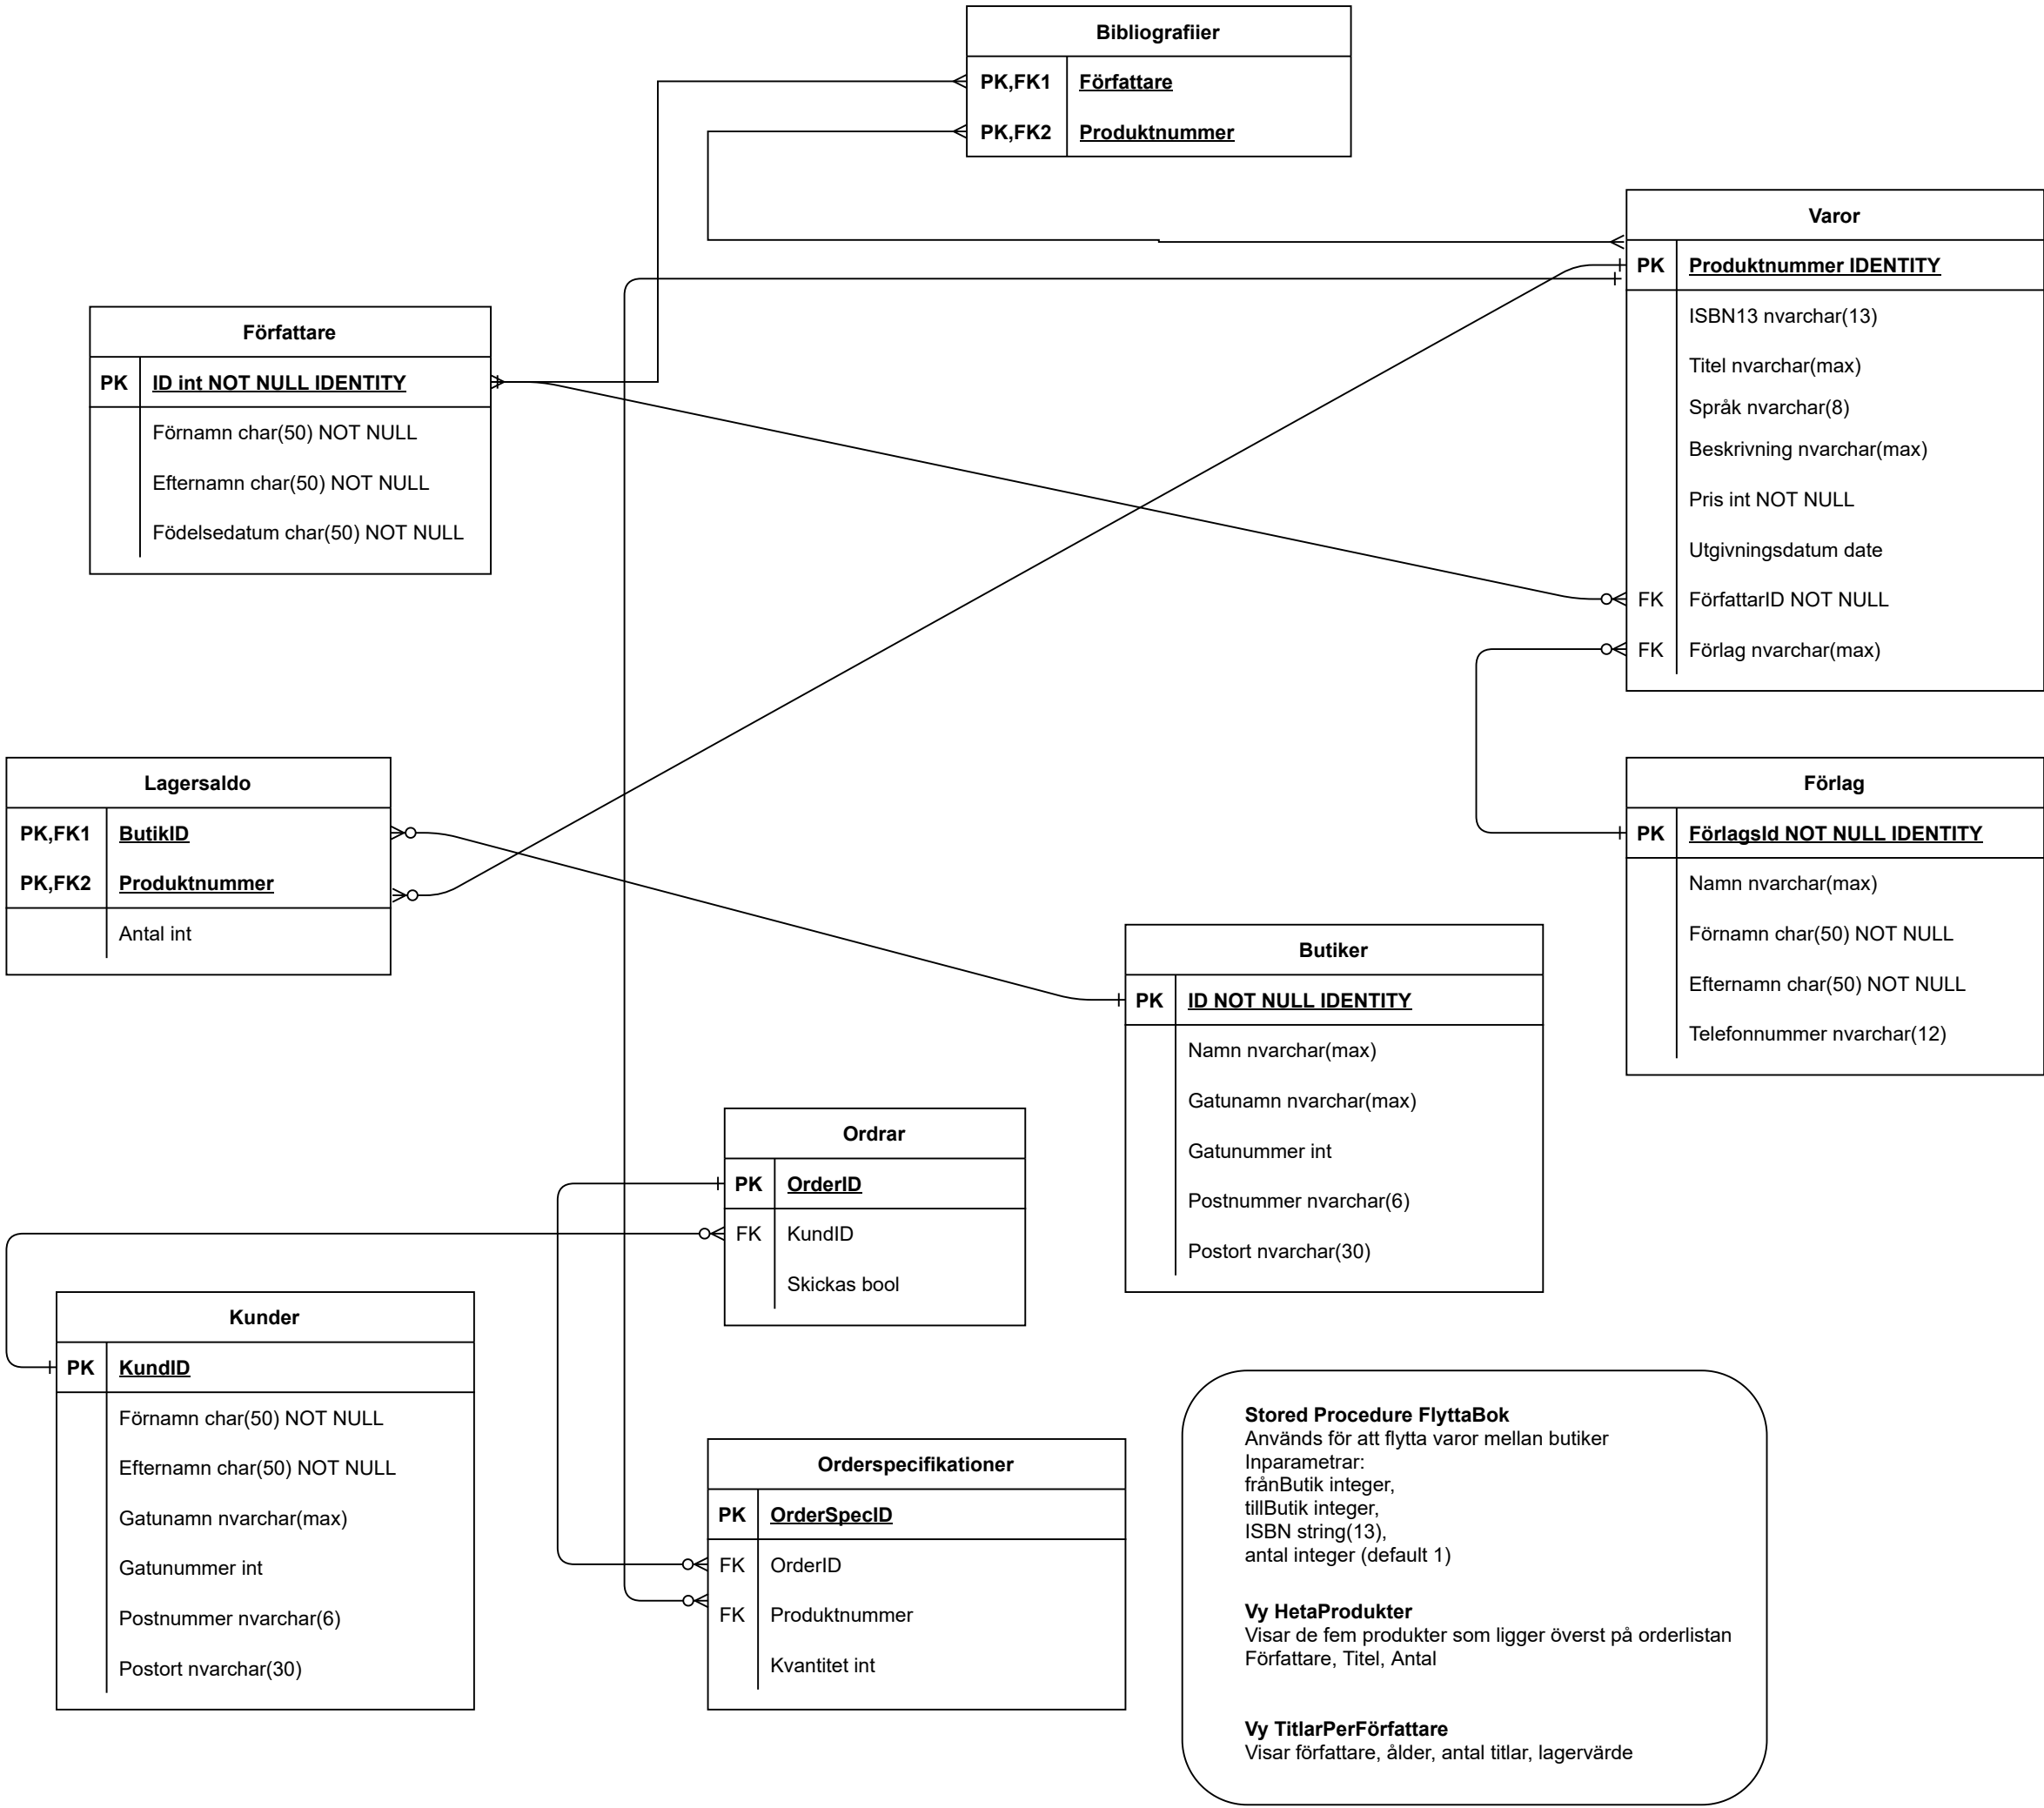 Bibliografiier
PK,FK1 Författare
PK,FK2 Produktnummer
Varor
PK Produktnummer IDENTITY
ISBN13 nvarchar(13)
Titel nvarchar(max)
Språk nvarchar(8)
Beskrivning nvarchar(max)
Pris int NOT NULL
Utgivningsdatum date
FK FörfattarID NOT NULL
FK Förlag nvarchar(max)
Författare
PK ID int NOT NULL IDENTITY
Förnamn char(50) NOT NULL
Efternamn char(50) NOT NULL
Födelsedatum char(50) NOT NULL
Lagersaldo
PK,FK1 ButikID
PK,FK2 Produktnummer
Antal int
Förlag
PK FörlagsId NOT NULL IDENTITY
Namn nvarchar(max)
Förnamn char(50) NOT NULL
Efternamn char(50) NOT NULL
Telefonnummer nvarchar(12)
Butiker
PK ID NOT NULL IDENTITY
Namn nvarchar(max)
Gatunamn nvarchar(max)
Gatunummer int
Postnummer nvarchar(6)
Postort nvarchar(30)
Ordrar
PK OrderID
FK KundID
Skickas bool
Kunder
PK KundID
Förnamn char(50) NOT NULL
Efternamn char(50) NOT NULL
Gatunamn nvarchar(max)
Gatunummer int
Postnummer nvarchar(6)
Postort nvarchar(30)
Orderspecifikationer
PK OrderSpecID
FK OrderID
FK Produktnummer
Kvantitet int
Stored Procedure FlyttaBok
Används för att flytta varor mellan butiker
Inparametrar:
frånButik integer,
tillButik integer,
ISBN string(13),
antal integer (default 1)
Vy HetaProdukter
Visar de fem produkter som ligger överst på orderlistan
Författare, Titel, Antal
Vy TitlarPerFörfattare
Visar författare, ålder, antal titlar, lagervärde